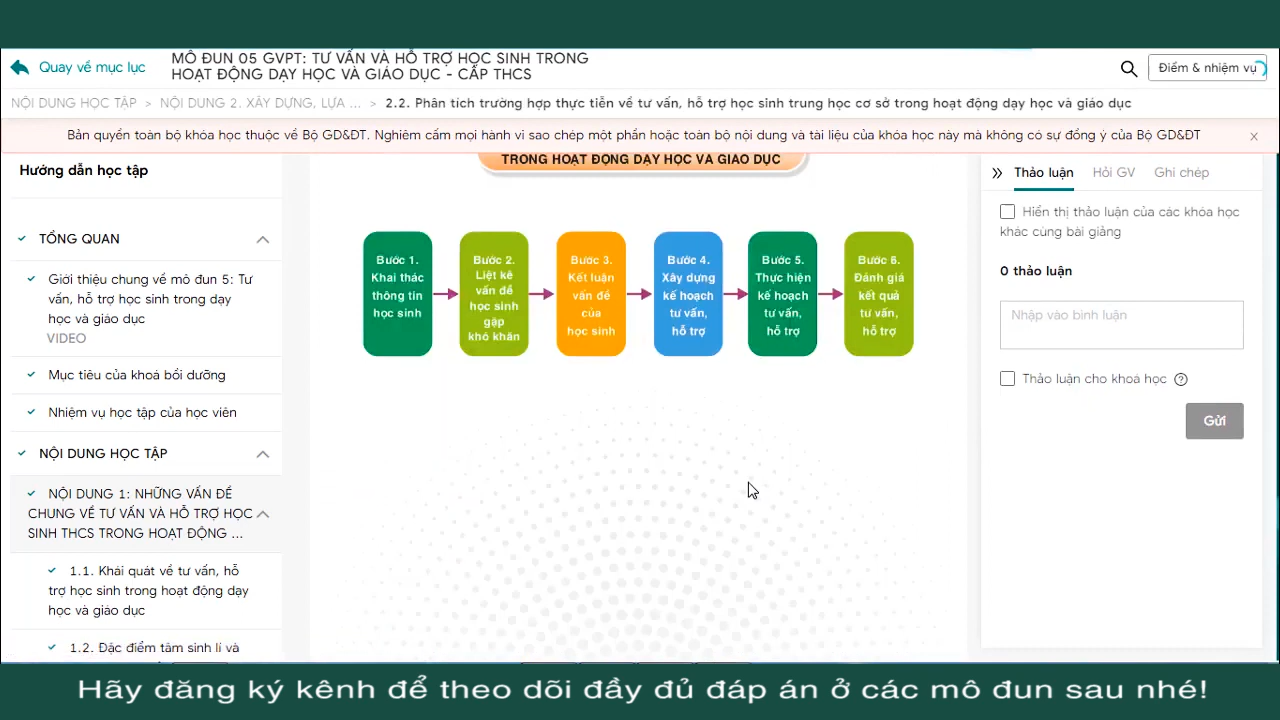 Quay về mục lục
MÔ ĐUN 05 GVPT: TƯ VẤN VÀ HỖ TRỢ HỌC SINH TRONG
HOẠT ĐỘNG DẠY HỌC VÀ GIÁO DỤC - CẤP THCS
Điểm & nhiệm vụ
NỘI DUNG HỌC TẬP > NỘI DUNG 2. XÂY DỰNG, LỰA ... > 2.2. Phân tích trường hợp thực tiễn về tư vấn, hỗ trợ học sinh trung học cơ sở trong hoạt động dạy học và giáo dục
Bản quyền toàn bộ khóa học thuộc về Bộ GD&ĐT. Nghiêm cấm mọi hành vi sao chép một phần hoặc toàn bộ nội dung và tài liệu của khóa học này mà không có sự đồng ý của Bộ GD&ĐT
Hướng dẫn học tập
TỔNG QUAN
Giới thiệu chung về mô đun 5: Tư
vấn, hỗ trợ học sinh trong dạy
học và giáo dục
VIDEO
Mục tiêu của khoá bồi dưỡng
Nhiệm vụ học tập của học viên
NỘI DUNG HỌC TẬP
NỘI DUNG 1: NHỮNG VẤN ĐỀ
CHUNG VỀ TƯ VẤN VÀ HỖ TRỢ HỌC
SINH THCS TRONG HOẠT ĐỘNG ...
1.1. Khái quát về tư vấn, hỗ
trợ học sinh trong hoạt động dạy
học và giáo dục
1.2. Đặc điểm tâm sinh lí và
TRONG HOẠT ĐỘNG DẠY HỌC VÀ GIÁO DỤC
Bước 1.
Khai thác
thông tin
học sinh
Bước 2.
Liệt kê
vấn đề
học sinh
gặp
khó khăn
Bước 3.
Kết luận
vấn đề
của
học sinh
Bước 4.
Xây dựng
kế hoạch
tư vấn,
hỗ trợ
Bước 5.
Thực hiện
kế hoạch
tư vấn,
hỗ trợ
Bước 6.
Đánh giá
kết quả
tư vấn,
hỗ trợ
Thảo luận Hỏi GV Ghi chép
Hiển thị thảo luận của các khóa học
khác cùng bài giảng
0 thảo luận
Nhập vào bình luận
Thảo luận cho khoá học
Gửi
Hãy đăng ký kênh để theo dõi đầy đủ đáp án ở các mô đun sau nhé!